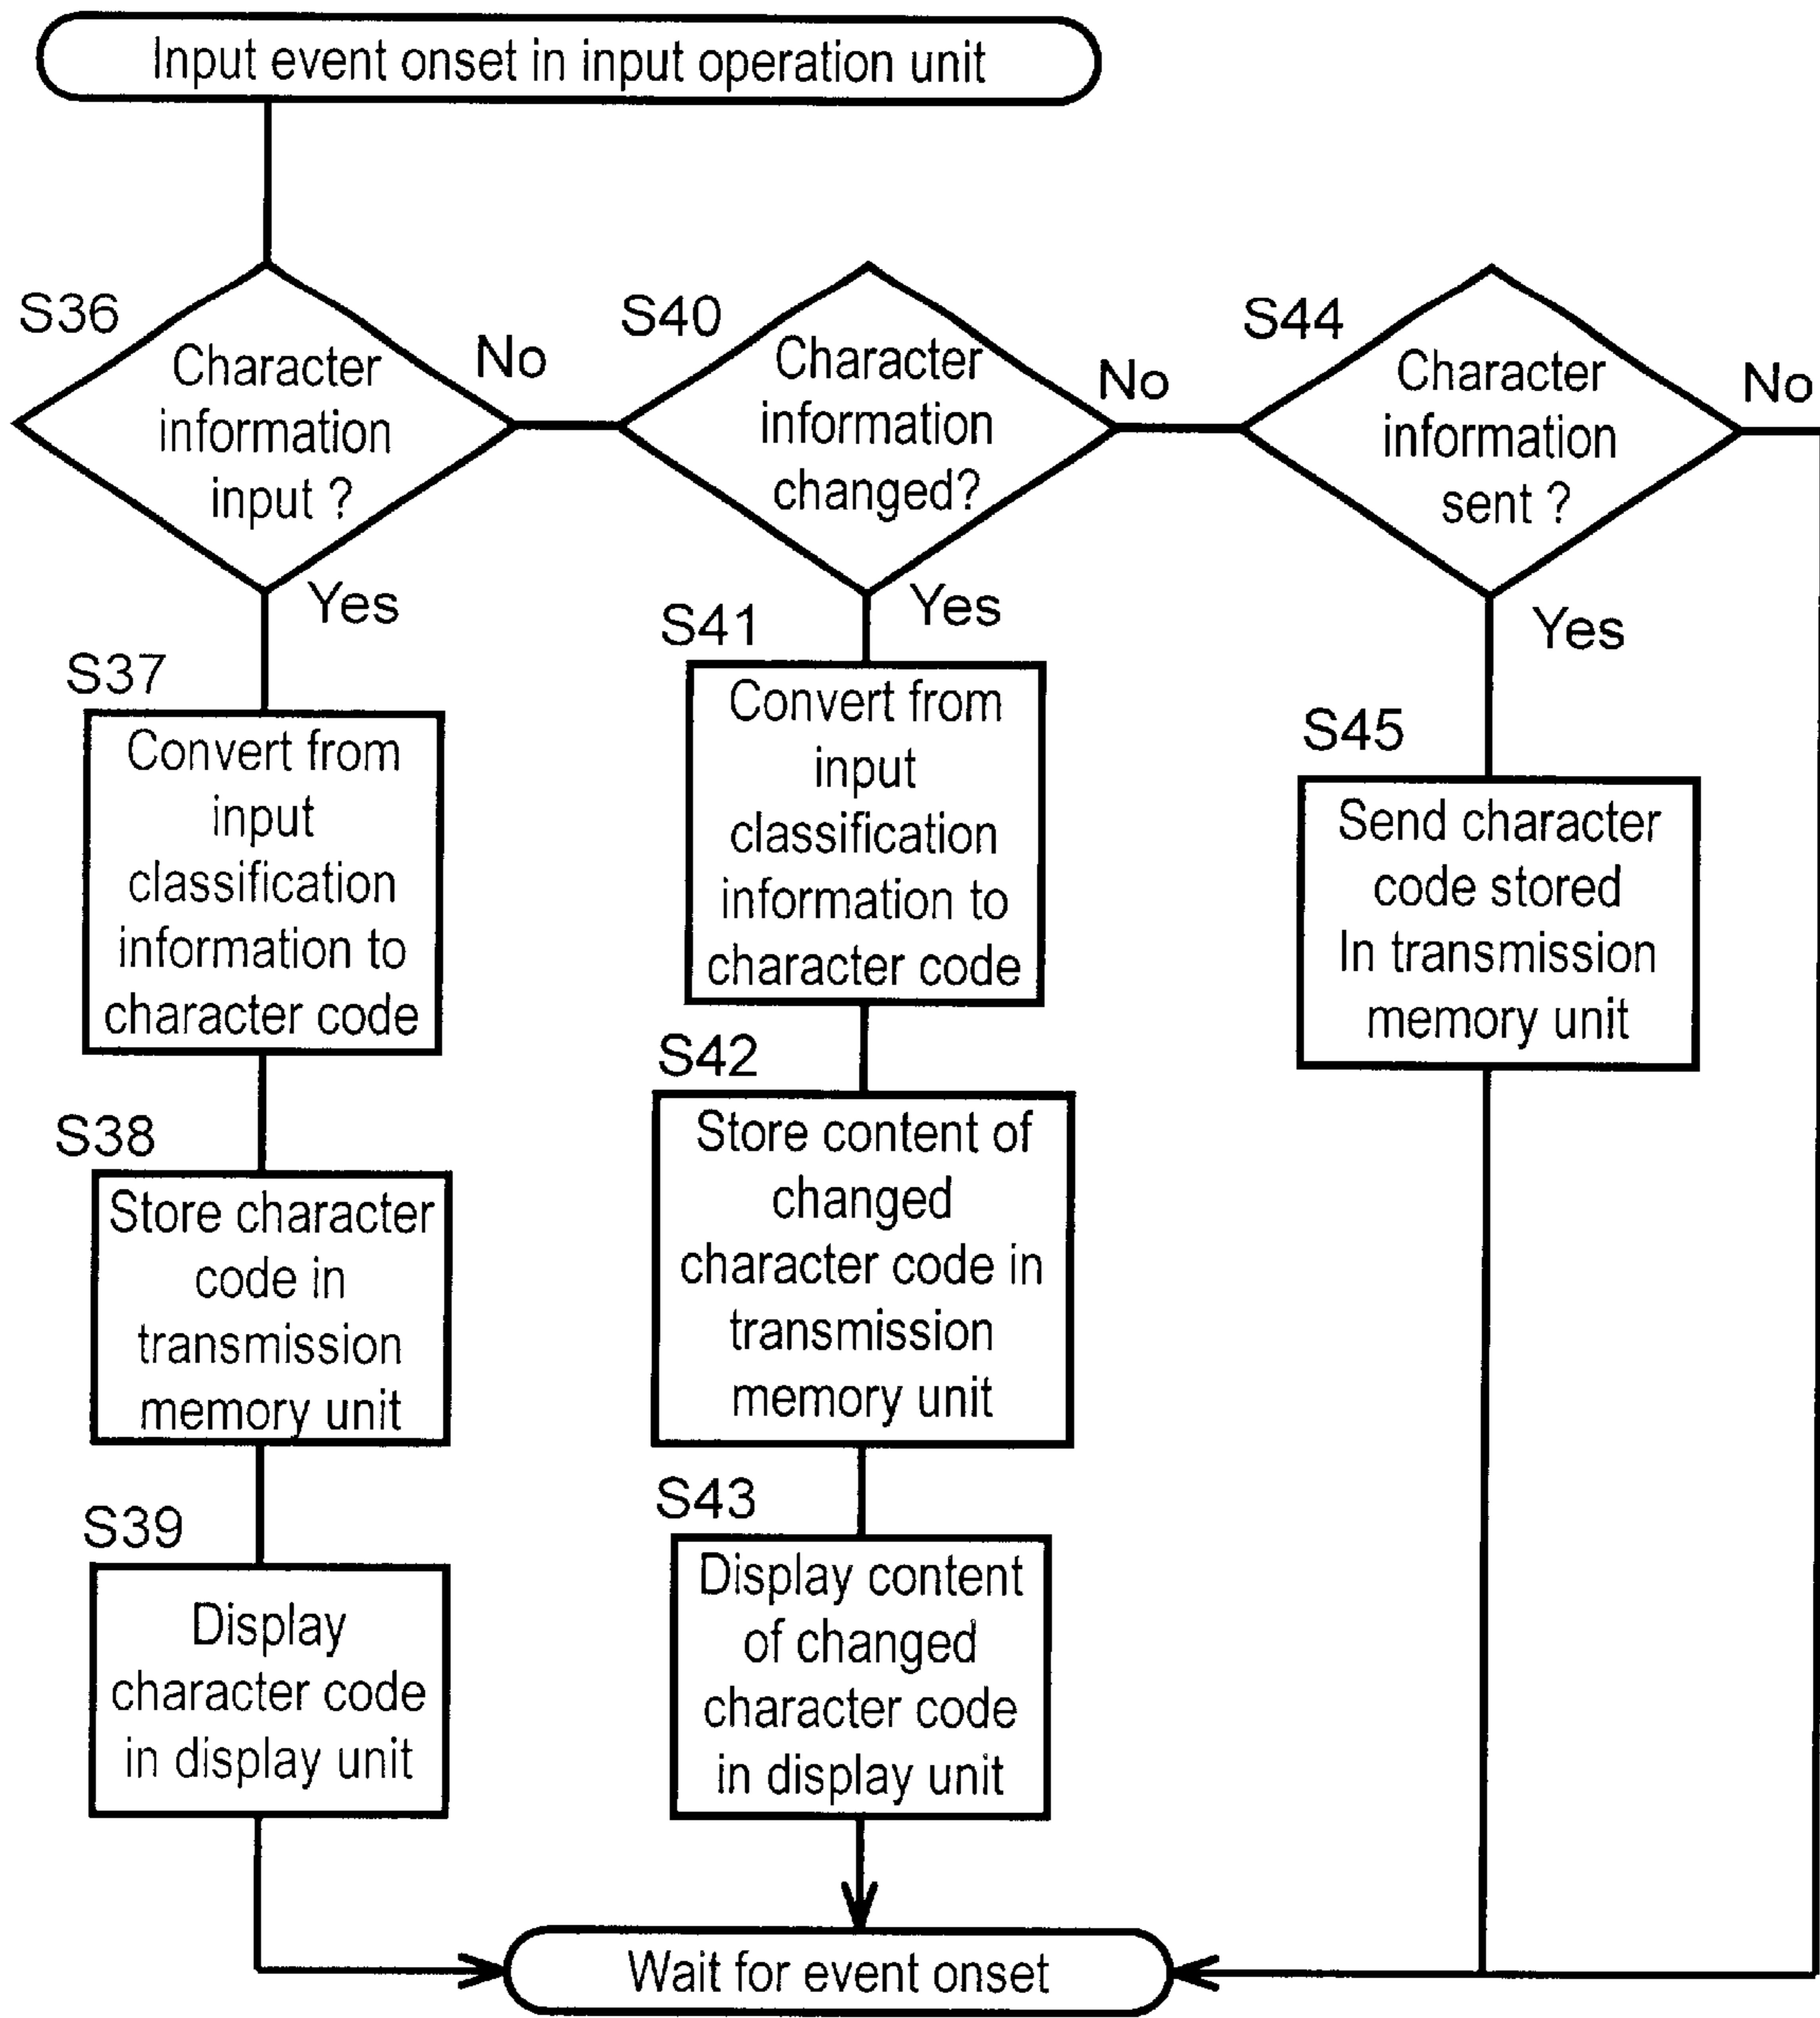 Input event onset in input operation unit
S36
Character
information
input ?
No
Yes
S37
Convert from
input
classification
information to
character code
S38
Store character
code in
transmission
memory unit
S39
Display
character code
in display unit
S40
Character
information
changed?
No
Yes
S41
Convert from
input
classification
information to
character code
S42
Store content of
changed
character code in
transmission
memory unit
S43
Display content
of changed
character code
in display unit
S44
Character
information
sent ?
No
Yes
S45
Send character
code stored
In transmission
memory unit
Wait for event onset